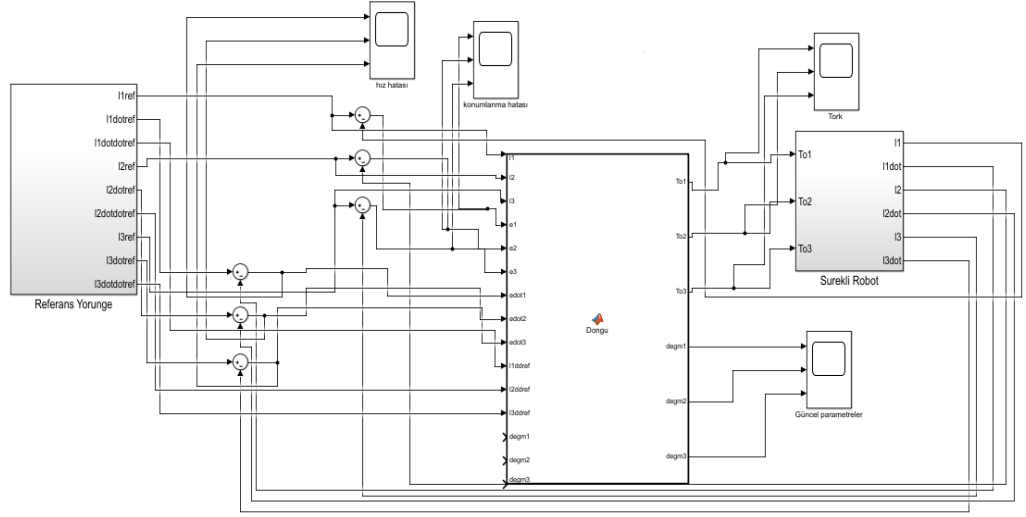 hız hatası
konumlanma hatası
Tork
l1ref
l1dotref
l1dotdotref
l2ref
l2dotref
l2dotdotref
l3ref
l3dotref
l3dotdotref
Referans Yorunge
l1
l2
l3
e1
e2
e3
edot1
edot2
edot3
l1ddref
l2ddref
l3ddref
degm1
degm2
degm3
Dongu
To1
To2
To3
degm1
degm2
degm3
To1
To2
To3
l1
l1dot
l2
l2dot
l3
l3dot
Surekli Robot
Güncel parametreler